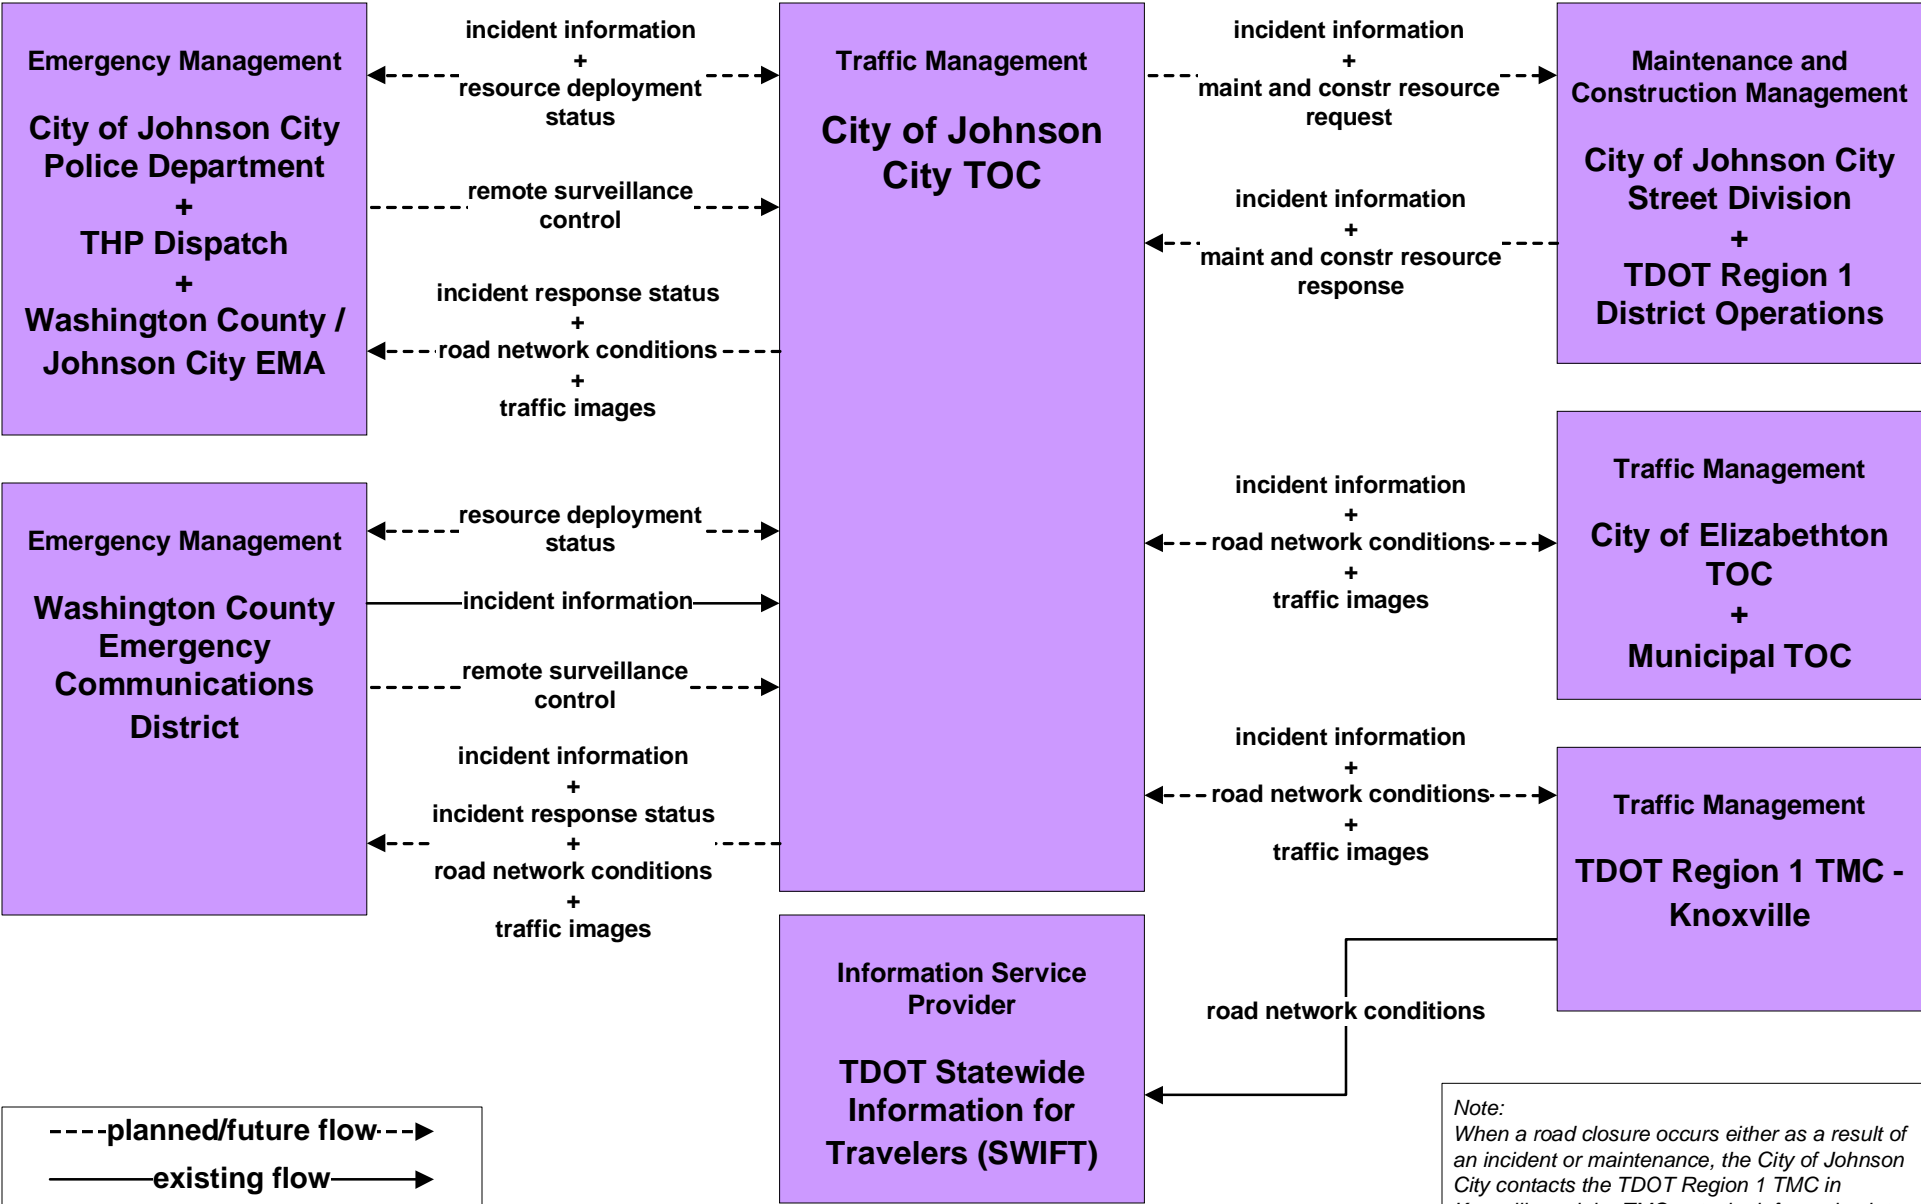 Emergency Management
City of Johnson City
Police Department
+
THP Dispatch
+
Washington County /
Johnson City EMA
incident information
+
resource deployment
status
remote surveillance
control
incident response status
+
road network conditions
+
traffic images
Traffic Management
City of Johnson
City TOC
incident information
+
maint and constr resource
request
incident information
+
maint and constr resource
response
Maintenance and
Construction Management
City of Johnson City
Street Division
+
TDOT Region 1
District Operations
Emergency Management
Washington County
Emergency
Communications
District
resource deployment
status
incident information
remote surveillance
control
incident information
+
incident response status
+
road network conditions
+
traffic images
incident information
+
road network conditions
+
traffic images
Traffic Management
City of Elizabethton
TOC
+
Municipal TOC
incident information
+
road network conditions
+
traffic images
Traffic Management
TDOT Region 1 TMC -
Knoxville
Information Service
Provider
TDOT Statewide
Information for
Travelers (SWIFT)
road network conditions
planned/future flow
existing flow
Note:
When a road closure occurs either as a result of
an incident or maintenance, the City of Johnson
City contacts the TDOT Region 1 TMC in